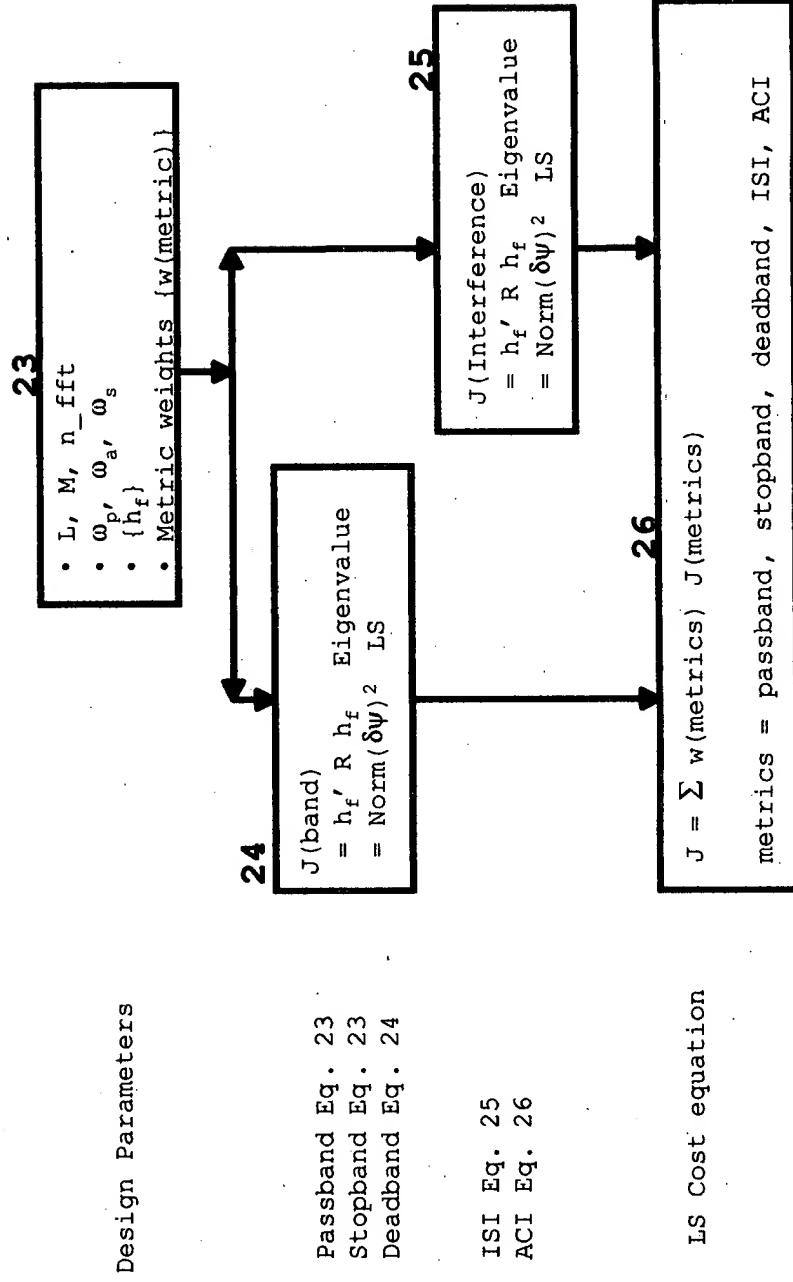 Design Parameters
23
• L, M, n_fft
• ωp, ωa, ωs
• {hf}
• Metric weights {w(metric)}
Passband Eq. 23
Stopband Eq. 23
Deadband Eq. 24
24
J(band)
= hf′ R hf Eigenvalue
= Norm(δψ)² LS
ISI Eq. 25
ACI Eq. 26
25
J(Interference)
= hf′ R hf Eigenvalue
= Norm(δψ)² LS
LS Cost equation
26
J = Σ w(metrics) J(metrics)
metrics = passband, stopband, deadband, ISI, ACI